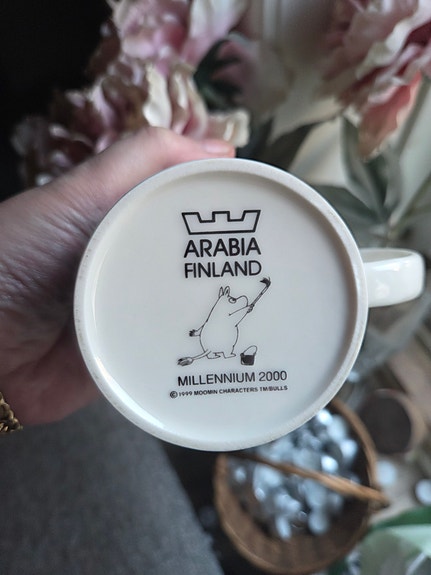 ARABIA
FINLAND
MILLENNIUM 2000
© 1999 MOOMIN CHARACTERS TM/BULLS